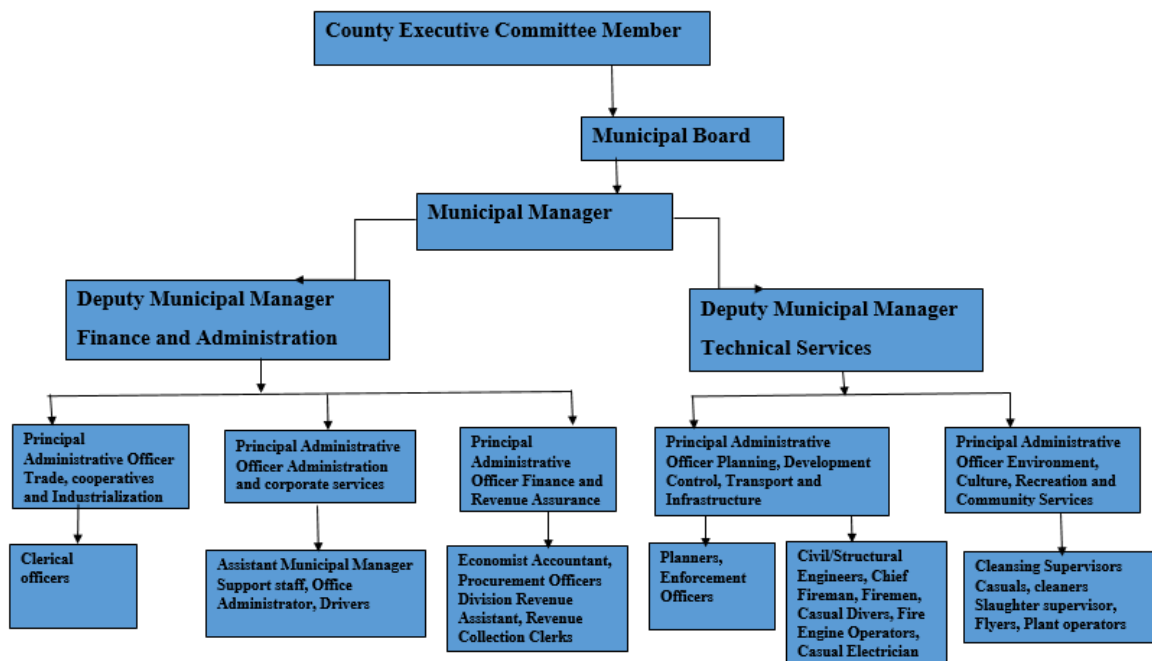 County Executive Committee Member
Municipal Board
Municipal Manager
Deputy Municipal Manager
Finance and Administration
Deputy Municipal Manager
Technical Services
Principal
Administrative Officer
Trade, cooperatives
and Industrialization
Principal Administrative
Officer Administration
and corporate services
Principal
Administrative
Officer Finance and
Revenue Assurance
Principal Administrative
Officer Planning, Development
Control, Transport and
Infrastructure
Principal Administrative
Officer Environment,
Culture, Recreation and
Community Services
Clerical
officers
Assistant Municipal Manager
Support staff, Office
Administrator, Drivers
Economist Accountant,
Procurement Officers
Division Revenue
Assistant, Revenue
Collection Clerks
Planners,
Enforcement
Officers
Civil/Structural
Engineers, Chief
Fireman, Firemen,
Casual Divers, Fire
Engine Operators,
Casual Electrician
Cleansing Supervisors
Casuals, cleaners
Slaughter supervisor,
Flyers, Plant operators